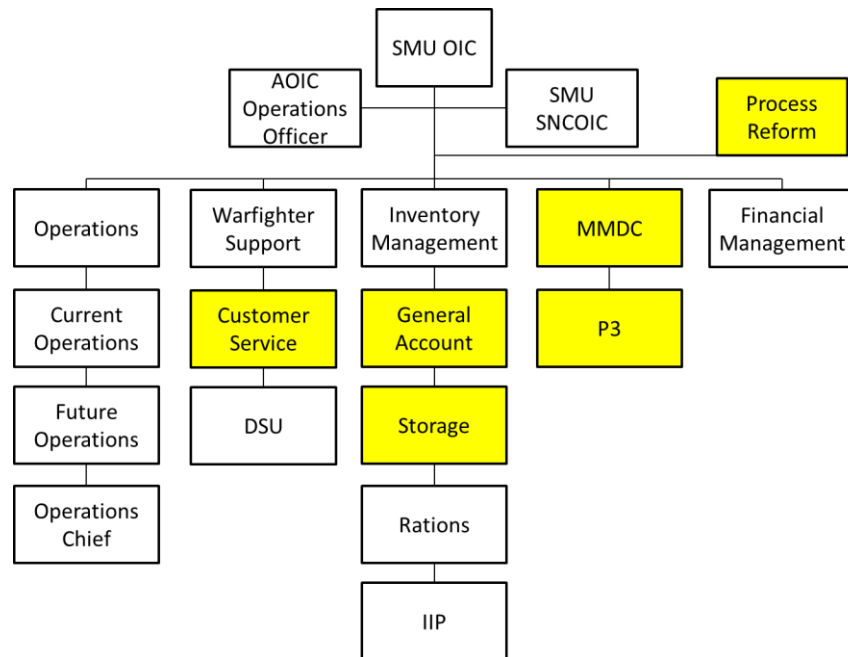 SMU OIC
AOIC
Operations
Officer
SMU
SNCOIC
Process
Reform
Operations
Warfighter
Support
Inventory
Management
MMDC
Financial
Management
Current
Operations
Customer
Service
General
Account
P3
Future
Operations
DSU
Storage
Operations
Chief
Rations
IIP